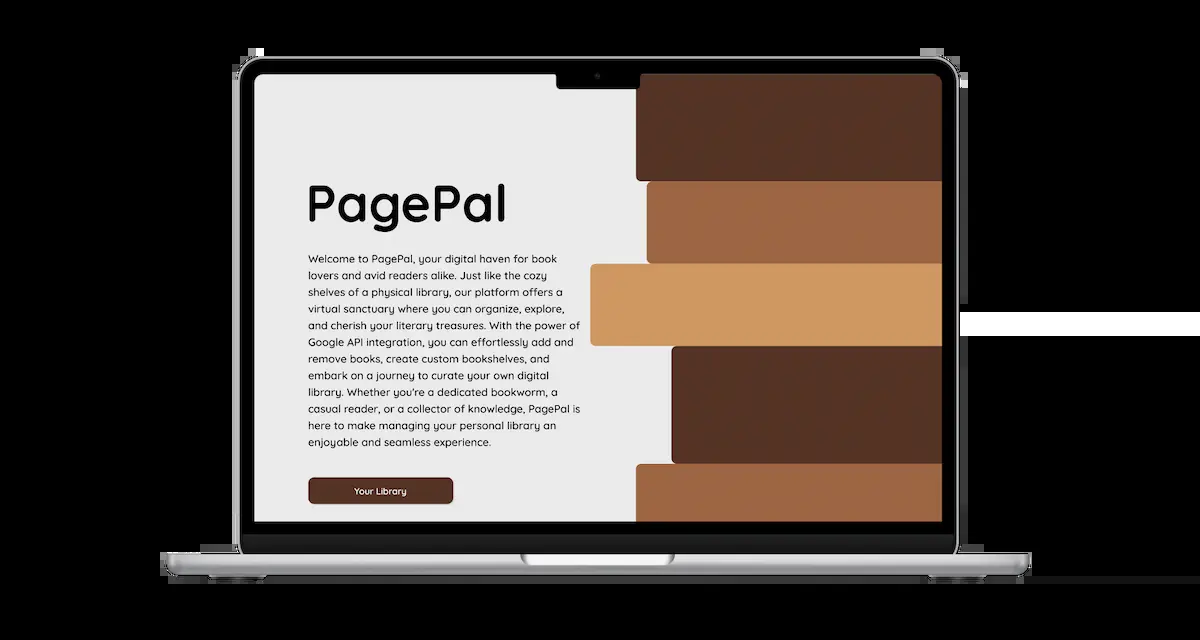 PagePal
Welcome to PagePal, your digital haven for book
lovers and avid readers alike. Just like the cozy
shelves of a physical library, our platform offers a
virtual sanctuary where you can organize, explore,
and cherish your literary treasures. With the power of
Google API integration, you can effortlessly add and
remove books, create custom bookshelves, and
embark on a journey to curate your own digital
library. Whether you're a dedicated bookworm, a
casual reader, or a collector of knowledge, PagePal is
here to make managing your personal library an
enjoyable and seamless experience.
Your Library